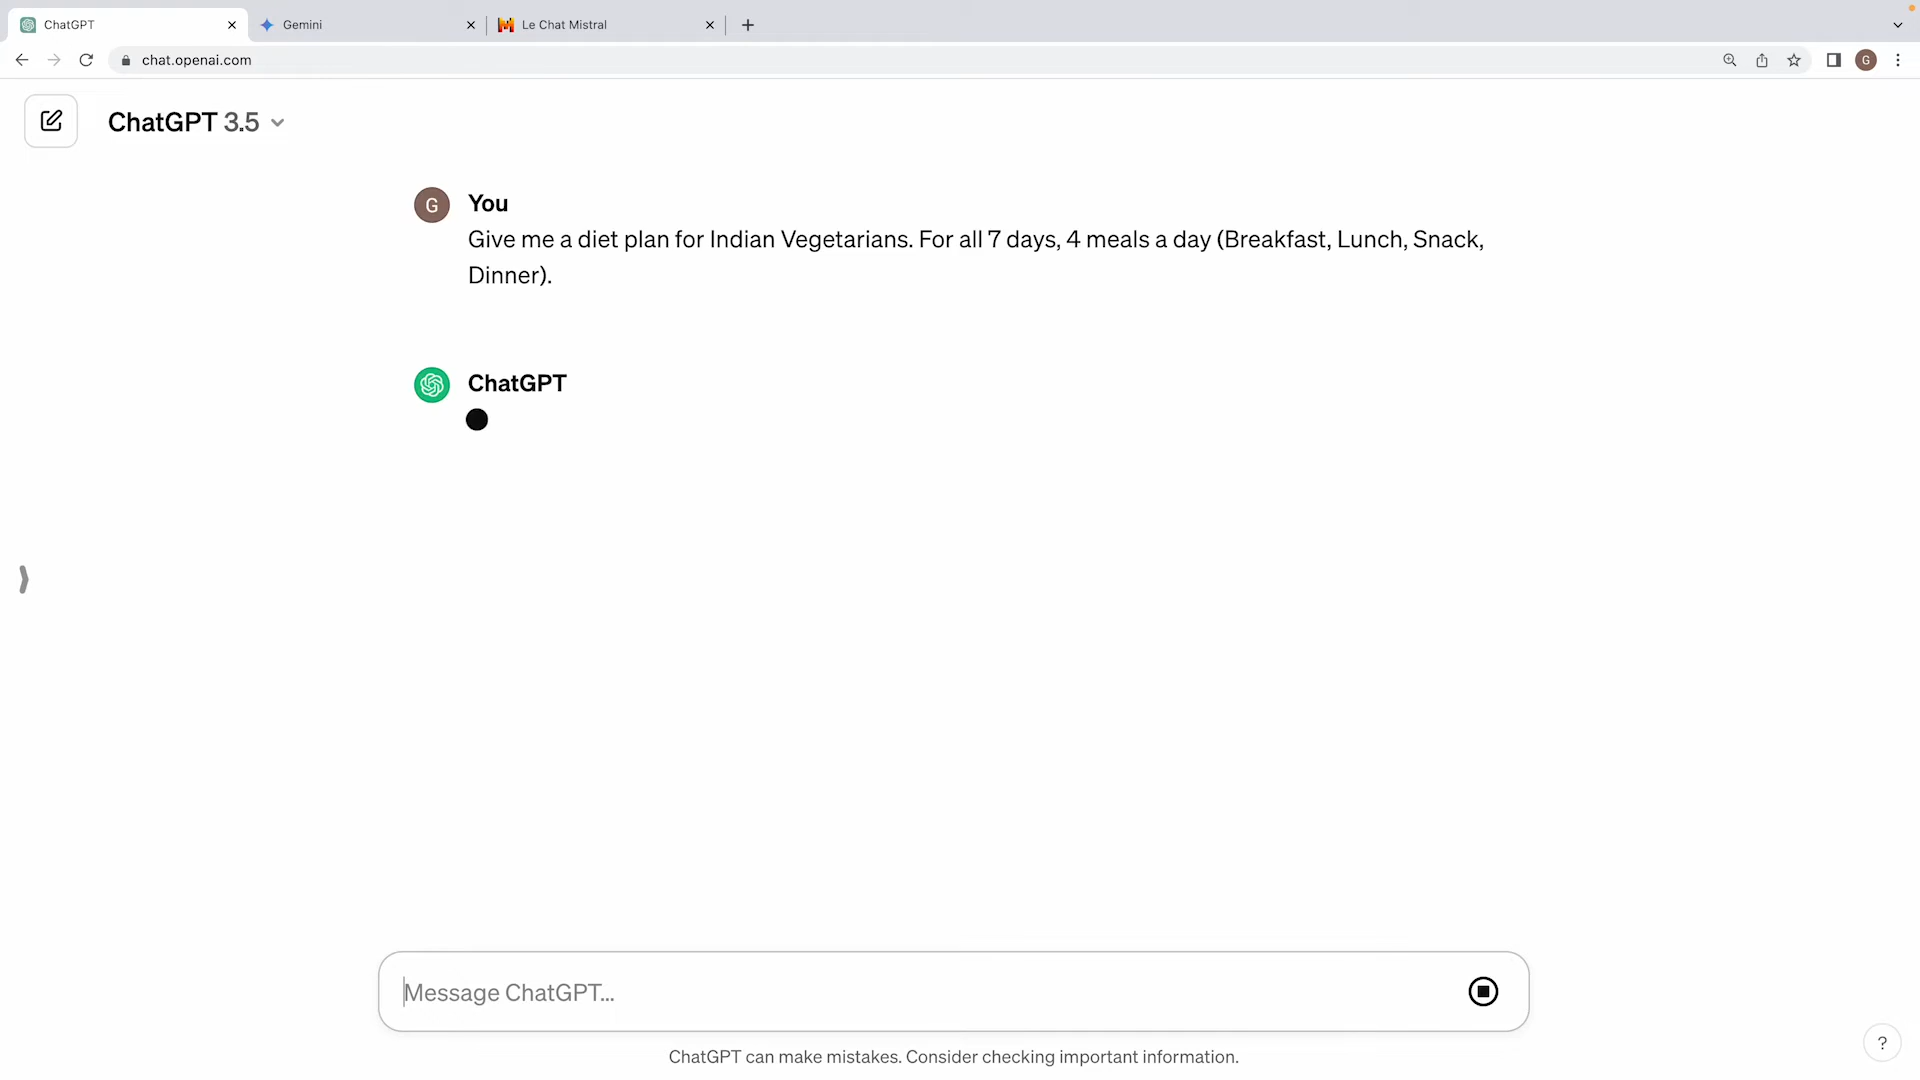 ChatGPT
Gemini
Le Chat Mistral
chat.openai.com
G
ChatGPT 3.5
G
You
Give me a diet plan for Indian Vegetarians. For all 7 days, 4 meals a day (Breakfast, Lunch, Snack,
Dinner).
ChatGPT
Message ChatGPT...
ChatGPT can make mistakes. Consider checking important information.
?